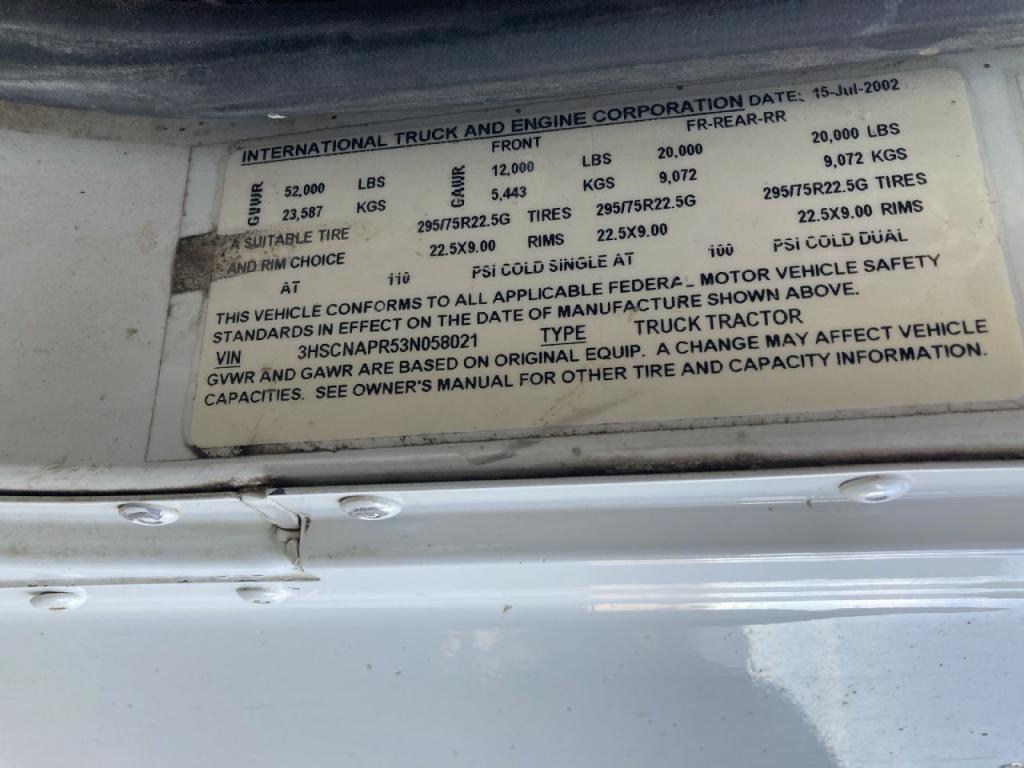 INTERNATIONAL TRUCK AND ENGINE CORPORATION DATE: 15-Jul-2002
FRONT FR-REAR-RR
GVWR 52,000 LBS GAWR 12,000 LBS 20,000 20,000 LBS
23,587 KGS 5,443 KGS 9,072 9,072 KGS
A SUITABLE TIRE 295/75R22.5G TIRES 295/75R22.5G 295/75R22.5G TIRES
AND RIM CHOICE 22.5X9.00 RIMS 22.5X9.00 22.5X9.00 RIMS
AT 110 PSI COLD SINGLE AT 100 PSI COLD DUAL
THIS VEHICLE CONFORMS TO ALL APPLICABLE FEDERAL MOTOR VEHICLE SAFETY
STANDARDS IN EFFECT ON THE DATE OF MANUFACTURE SHOWN ABOVE.
VIN 3HSCNAPR53N058021 TYPE TRUCK TRACTOR
GVWR AND GAWR ARE BASED ON ORIGINAL EQUIP. A CHANGE MAY AFFECT VEHICLE
CAPACITIES. SEE OWNER'S MANUAL FOR OTHER TIRE AND CAPACITY INFORMATION.